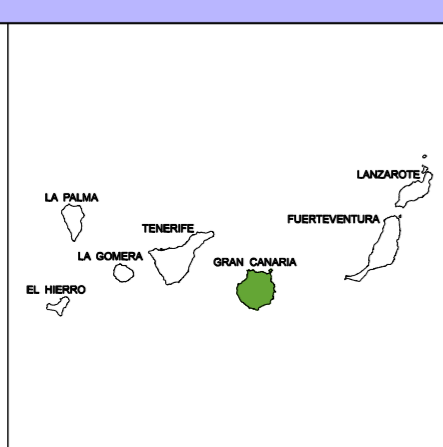 LANZAROTE
LA PALMA
FUERTEVENTURA
TENERIFE
LA GOMERA
GRAN CANARIA
EL HIERRO